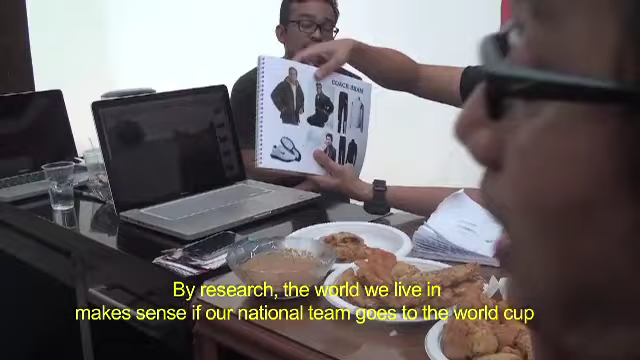 COACH: IMAN
By research, the world we live in
makes sense if our national team goes to the world cup